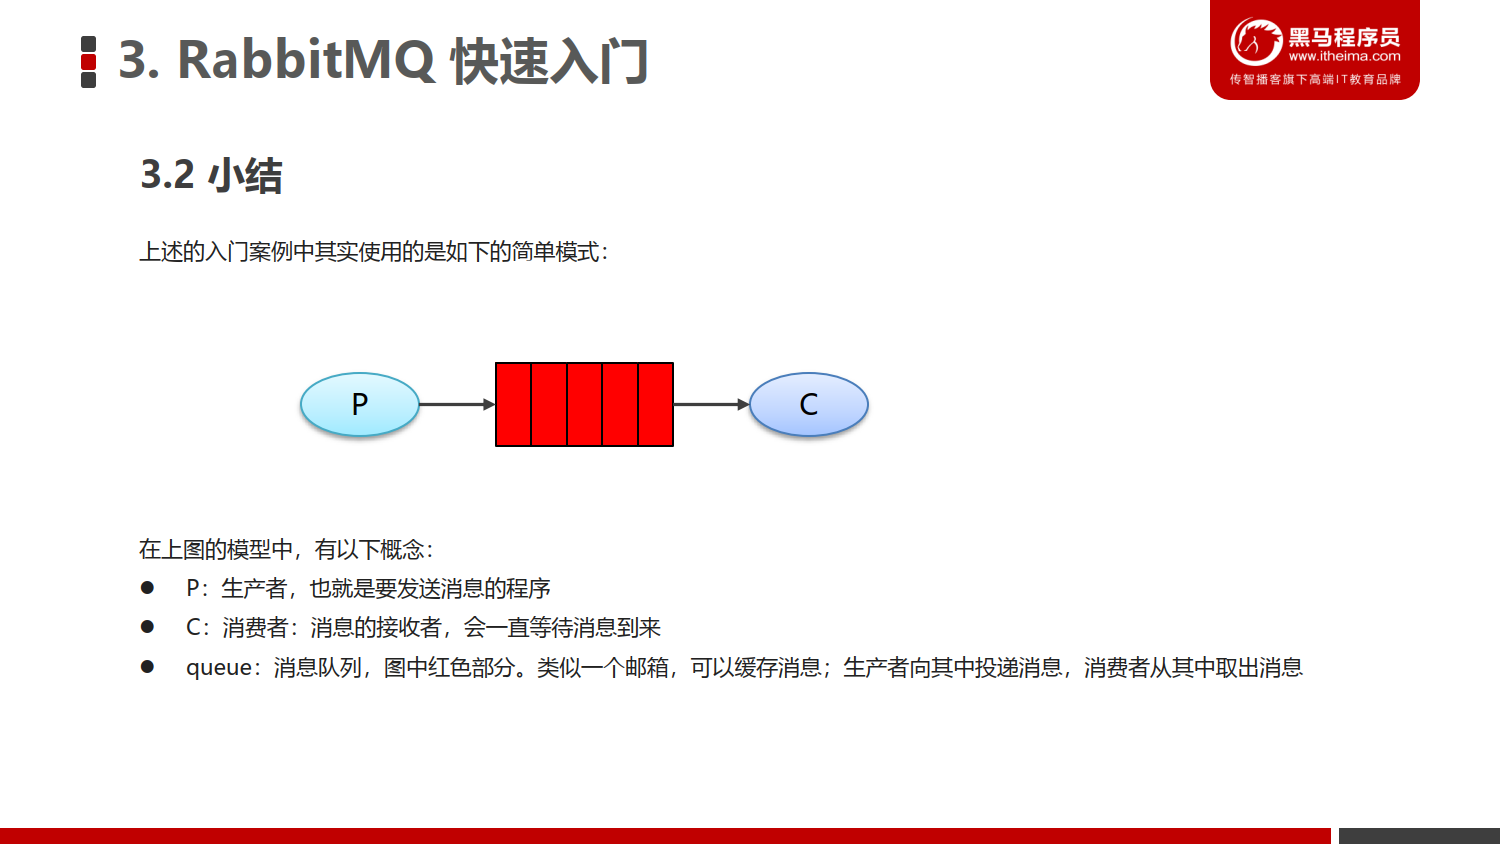 3. RabbitMQ 快速入门
黑马程序员
www.itheima.com
传智播客旗下高端IT教育品牌
3.2 小结
上述的入门案例中其实使用的是如下的简单模式：
P
C
在上图的模型中，有以下概念：
● P：生产者，也就是要发送消息的程序
● C：消费者：消息的接收者，会一直等待消息到来
● queue：消息队列，图中红色部分。类似一个邮箱，可以缓存消息；生产者向其中投递消息，消费者从其中取出消息